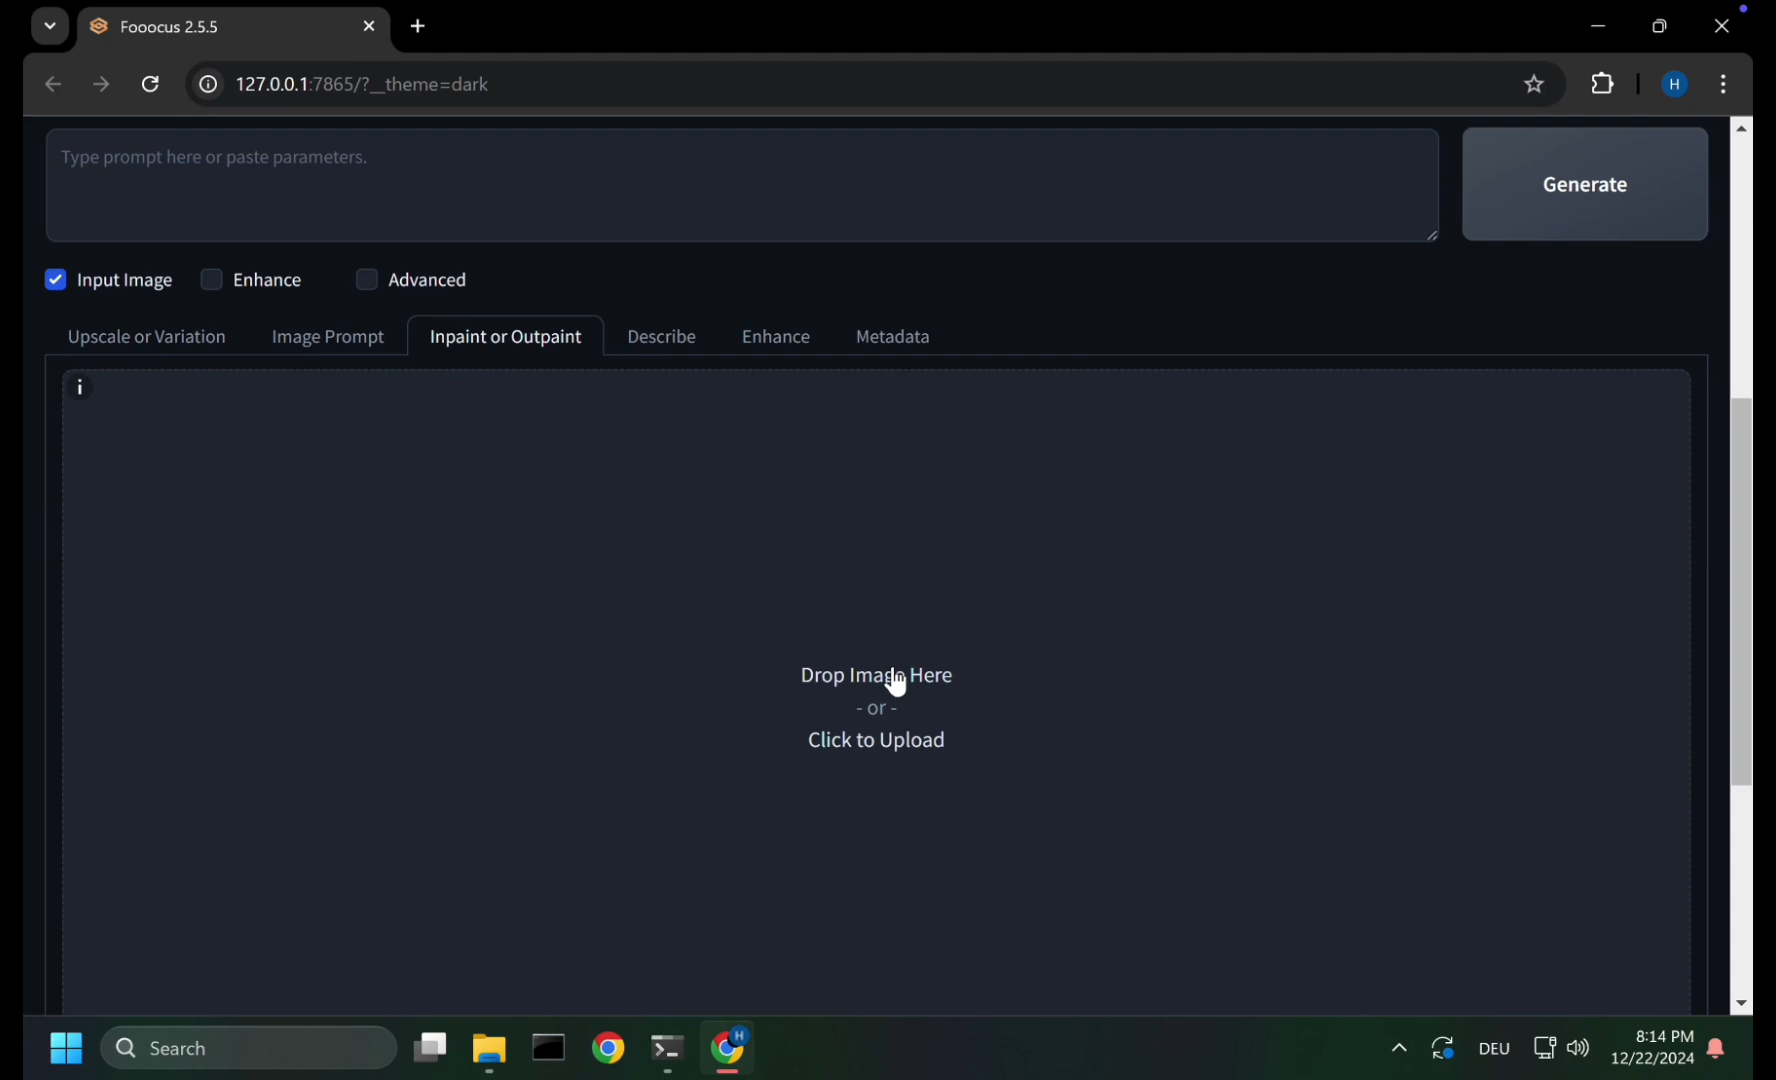 Fooocus 2.5.5
127.0.0.1:7865/?__theme=dark
H
Type prompt here or paste parameters.
Generate
Input Image
Enhance
Advanced
Upscale or Variation
Image Prompt
Inpaint or Outpaint
Describe
Enhance
Metadata
i
Drop Image Here
- or -
Click to Upload
Search
H
DEU
8:14 PM
12/22/2024